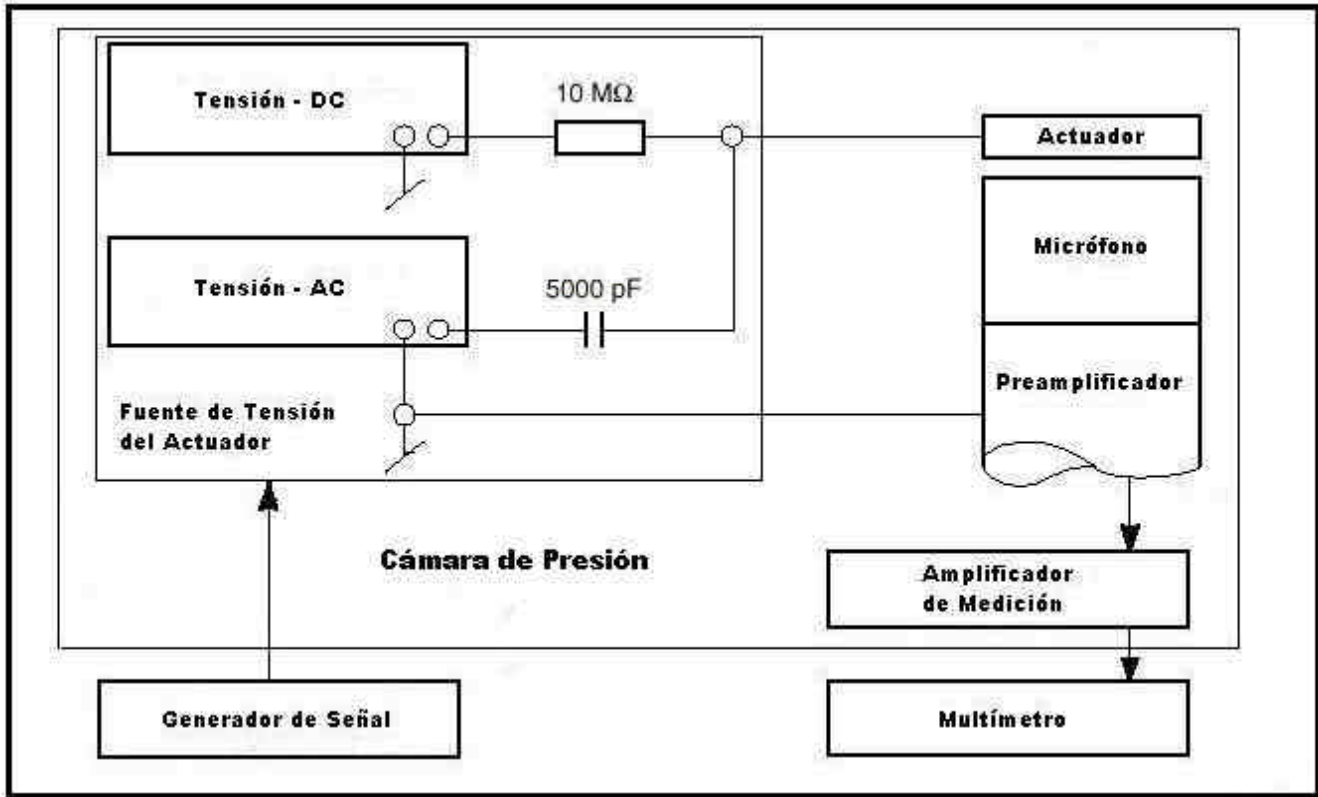 Tensión - DC
10 MΩ
Actuador
Micrófono
Tensión - AC
5000 pF
Preamplificador
Fuente de Tensión
del Actuador
Cámara de Presión
Amplificador
de Medición
Generador de Señal
Multímetro